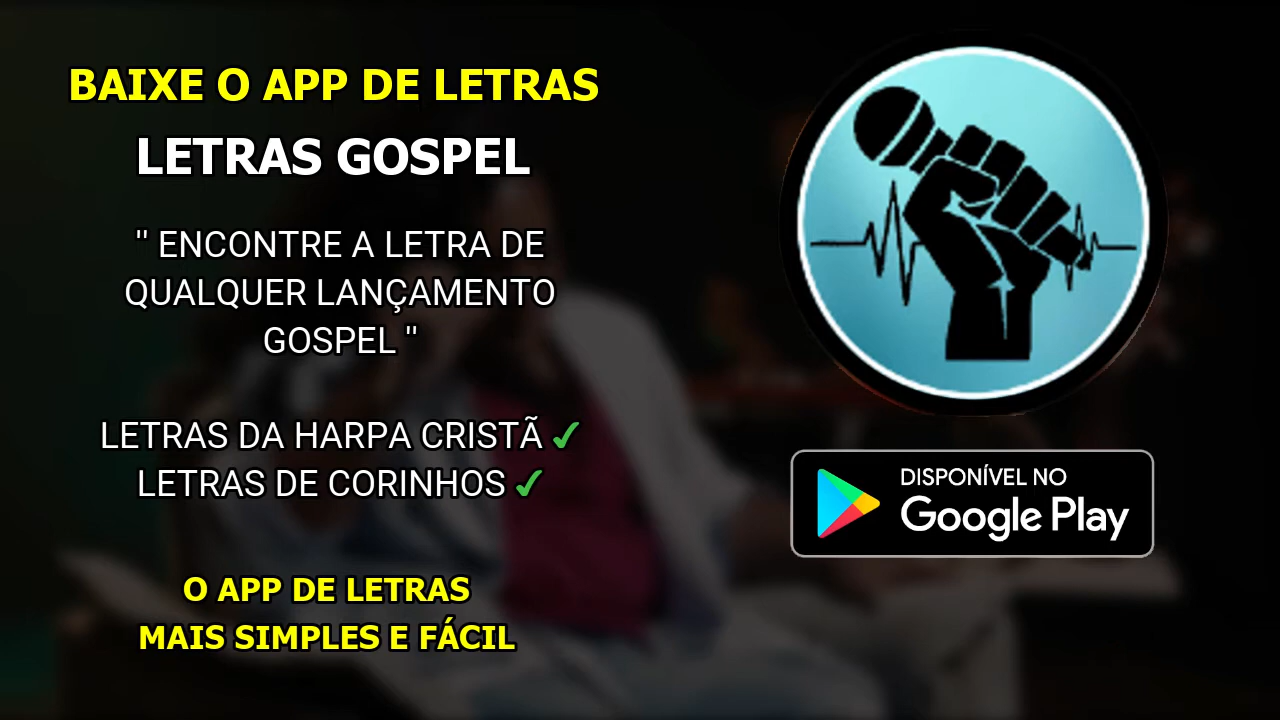 BAIXE O APP DE LETRAS
LETRAS GOSPEL
" ENCONTRE A LETRA DE
QUALQUER LANÇAMENTO
GOSPEL "
LETRAS DA HARPA CRISTÃ ✔
LETRAS DE CORINHOS ✔
O APP DE LETRAS
MAIS SIMPLES E FÁCIL
DISPONÍVEL NO
Google Play